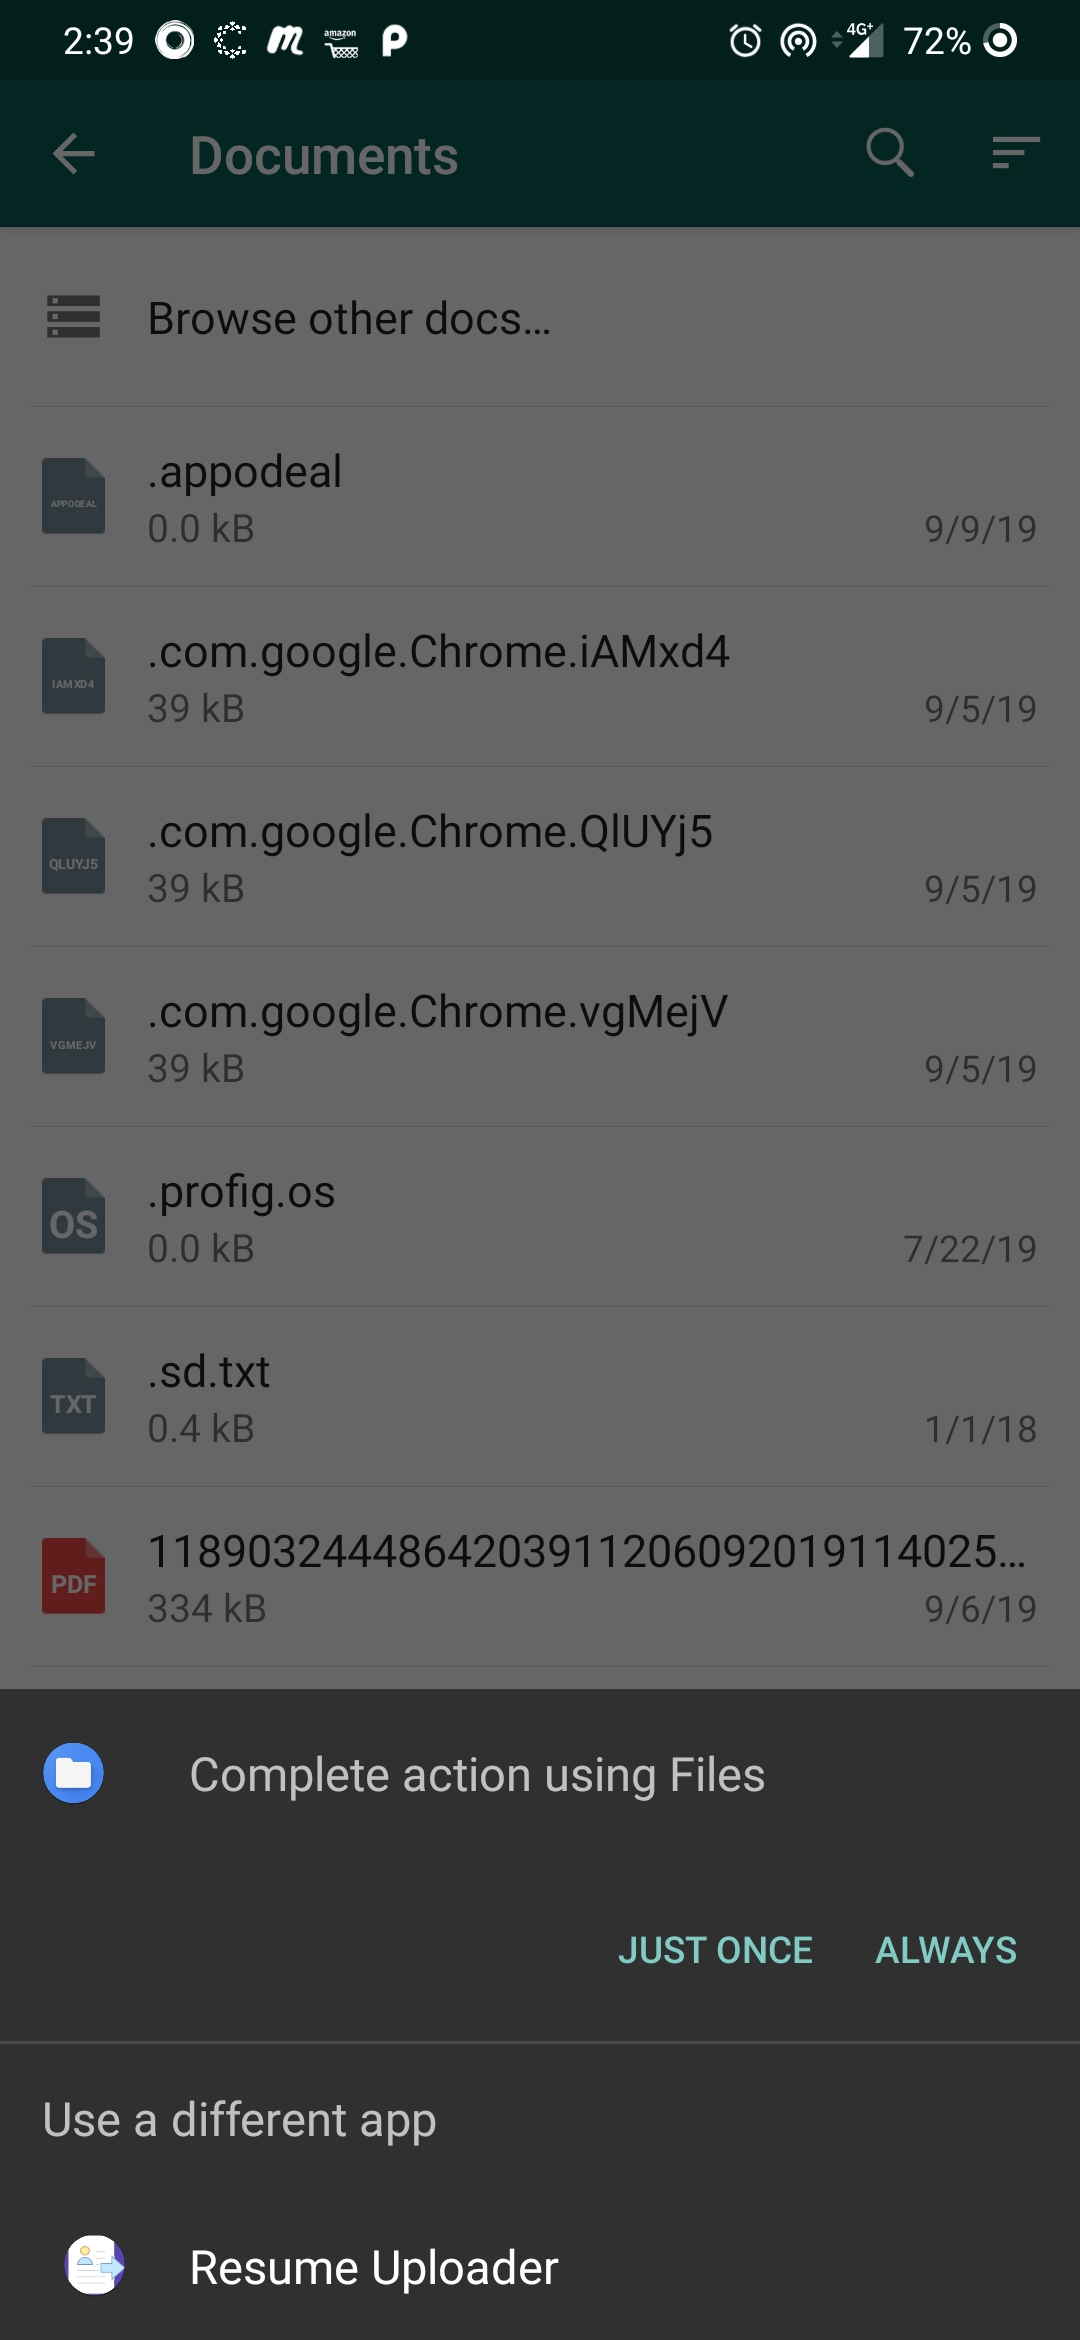 2:39
amazon
4G+
72%
Documents
Browse other docs...
APPODEAL
.appodeal
0.0 kB
9/9/19
IAMXD4
.com.google.Chrome.iAMxd4
39 kB
9/5/19
QLUYJ5
.com.google.Chrome.QlUYj5
39 kB
9/5/19
VGMEJV
.com.google.Chrome.vgMejV
39 kB
9/5/19
OS
.profig.os
0.0 kB
7/22/19
TXT
.sd.txt
0.4 kB
1/1/18
PDF
1189032444864203911206092019114025...
334 kB
9/6/19
Complete action using Files
JUST ONCE
ALWAYS
Use a different app
Resume Uploader